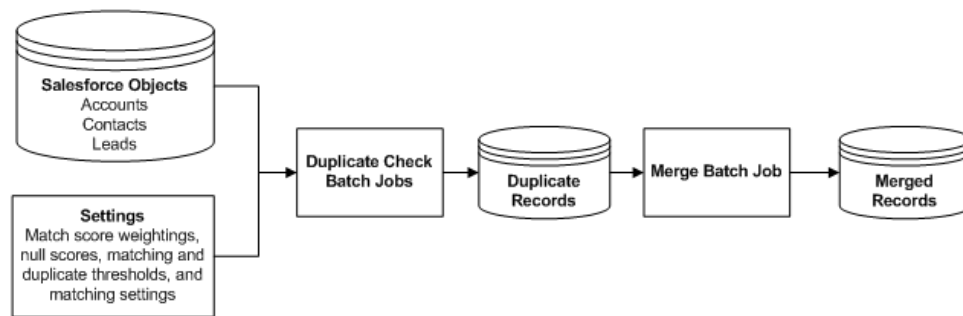 Salesforce Objects
Accounts
Contacts
Leads
Settings
Match score weightings,
null scores, matching and
duplicate thresholds, and
matching settings
Duplicate Check
Batch Jobs
Duplicate
Records
Merge Batch Job
Merged
Records